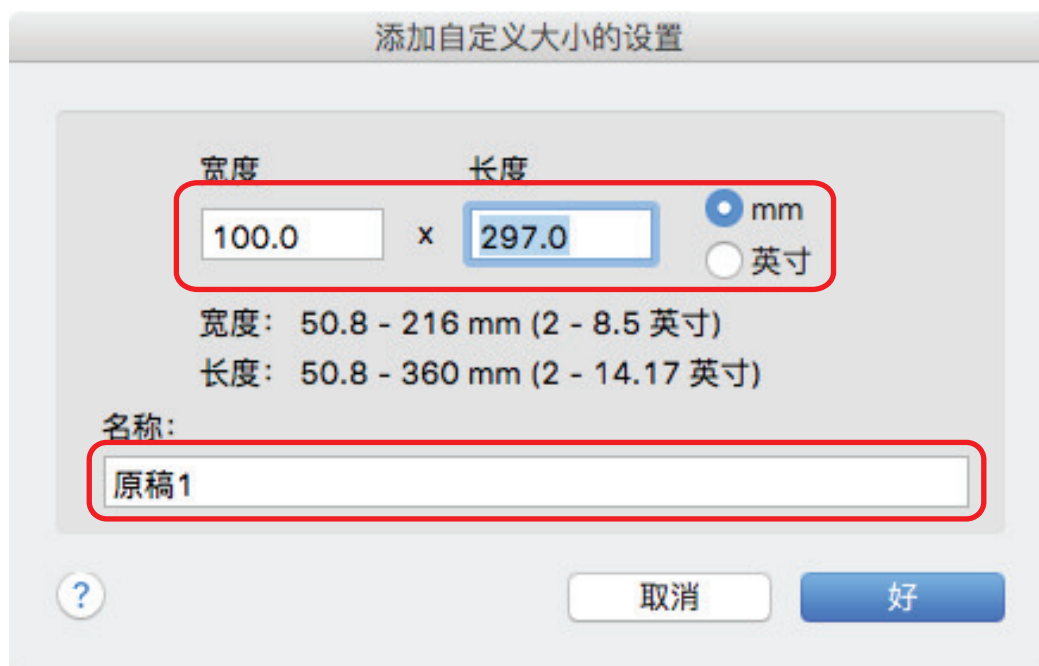 添加自定义大小的设置
宽度 长度
100.0 x 297.0 mm
英寸
宽度： 50.8 - 216 mm (2 - 8.5 英寸)
长度： 50.8 - 360 mm (2 - 14.17 英寸)
名称：
原稿1
? 取消 好